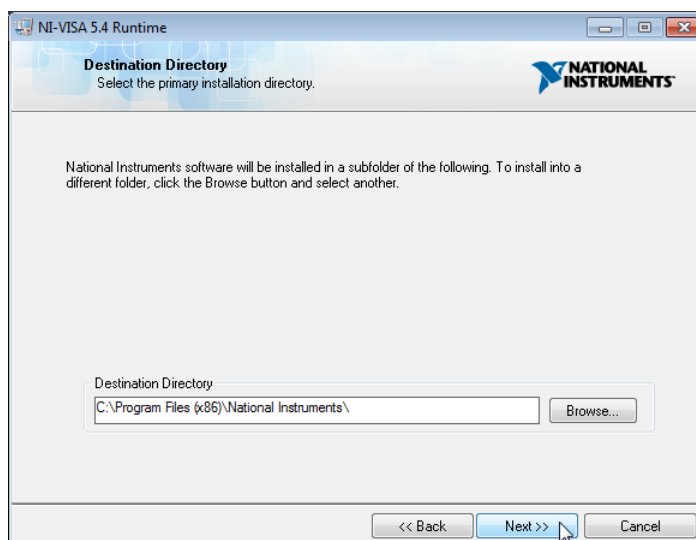 NI-VISA 5.4 Runtime
Destination Directory
Select the primary installation directory.
NATIONAL
INSTRUMENTS
National Instruments software will be installed in a subfolder of the following. To install into a
different folder, click the Browse button and select another.
Destination Directory
C:\Program Files (x86)\National Instruments\
Browse...
<< Back
Next >>
Cancel